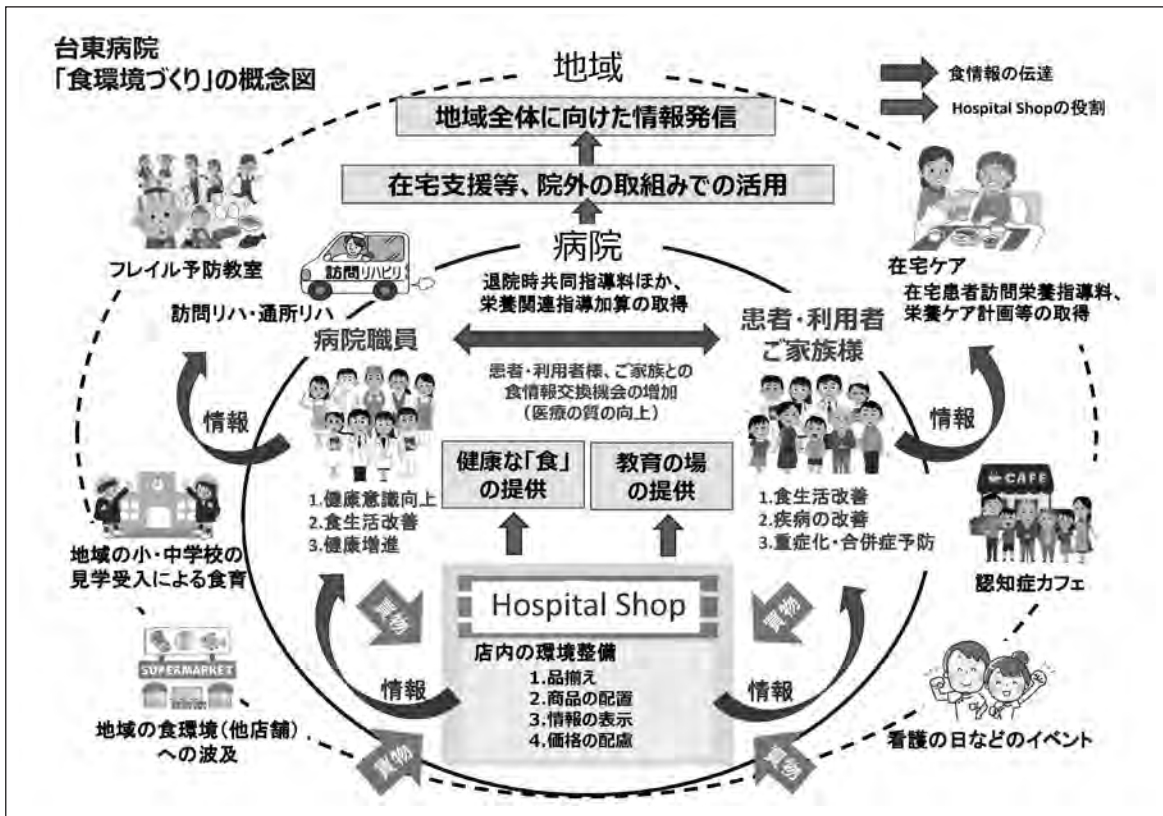 台東病院
「食環境づくり」の概念図
地域
食情報の伝達
Hospital Shopの役割
地域全体に向けた情報発信
在宅支援等、院外の取組みでの活用
病院
フレイル予防教室
訪問リハビリ
訪問リハ・通所リハ
在宅ケア
在宅患者訪問栄養指導料、
栄養ケア計画等の取得
退院時共同指導料ほか、
栄養関連指導加算の取得
病院職員
患者・利用者
ご家族様
患者・利用者様、ご家族との
食情報交換機会の増加
（医療の質の向上）
情報
情報
健康な「食」
の提供
教育の場
の提供
1.健康意識向上
2.食生活改善
3.健康増進
1.食生活改善
2.疾病の改善
3.重症化・合併症予防
CAFE
地域の小・中学校の
見学受入による食育
認知症カフェ
買物
買物
Hospital Shop
店内の環境整備
1.品揃え
2.商品の配置
3.情報の表示
4.価格の配慮
情報
情報
SUPERMARKET
地域の食環境（他店舗）
への波及
看護の日などのイベント
買物
買物